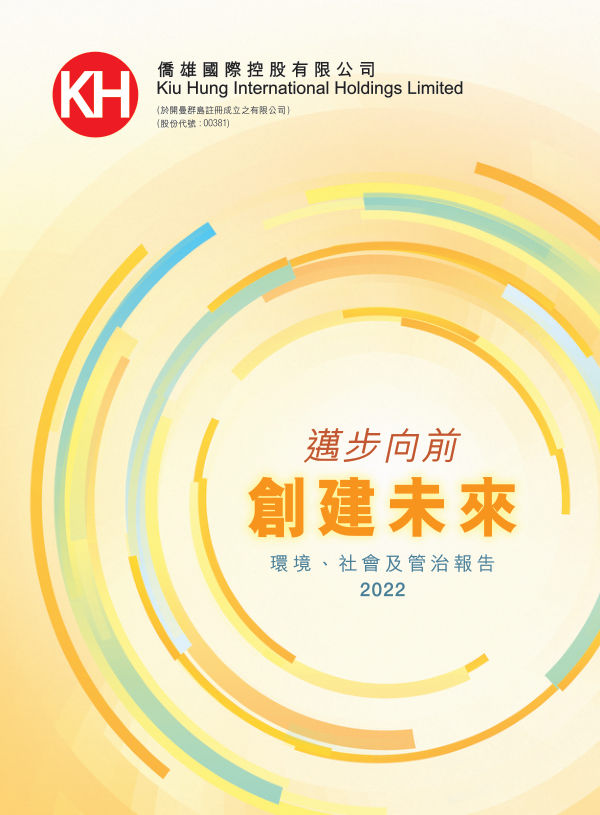 KH
僑雄國際控股有限公司
Kiu Hung International Holdings Limited
(於開曼群島註冊成立之有限公司)
(股份代號：00381)
邁步向前
創建未來
環境、社會及管治報告
2022